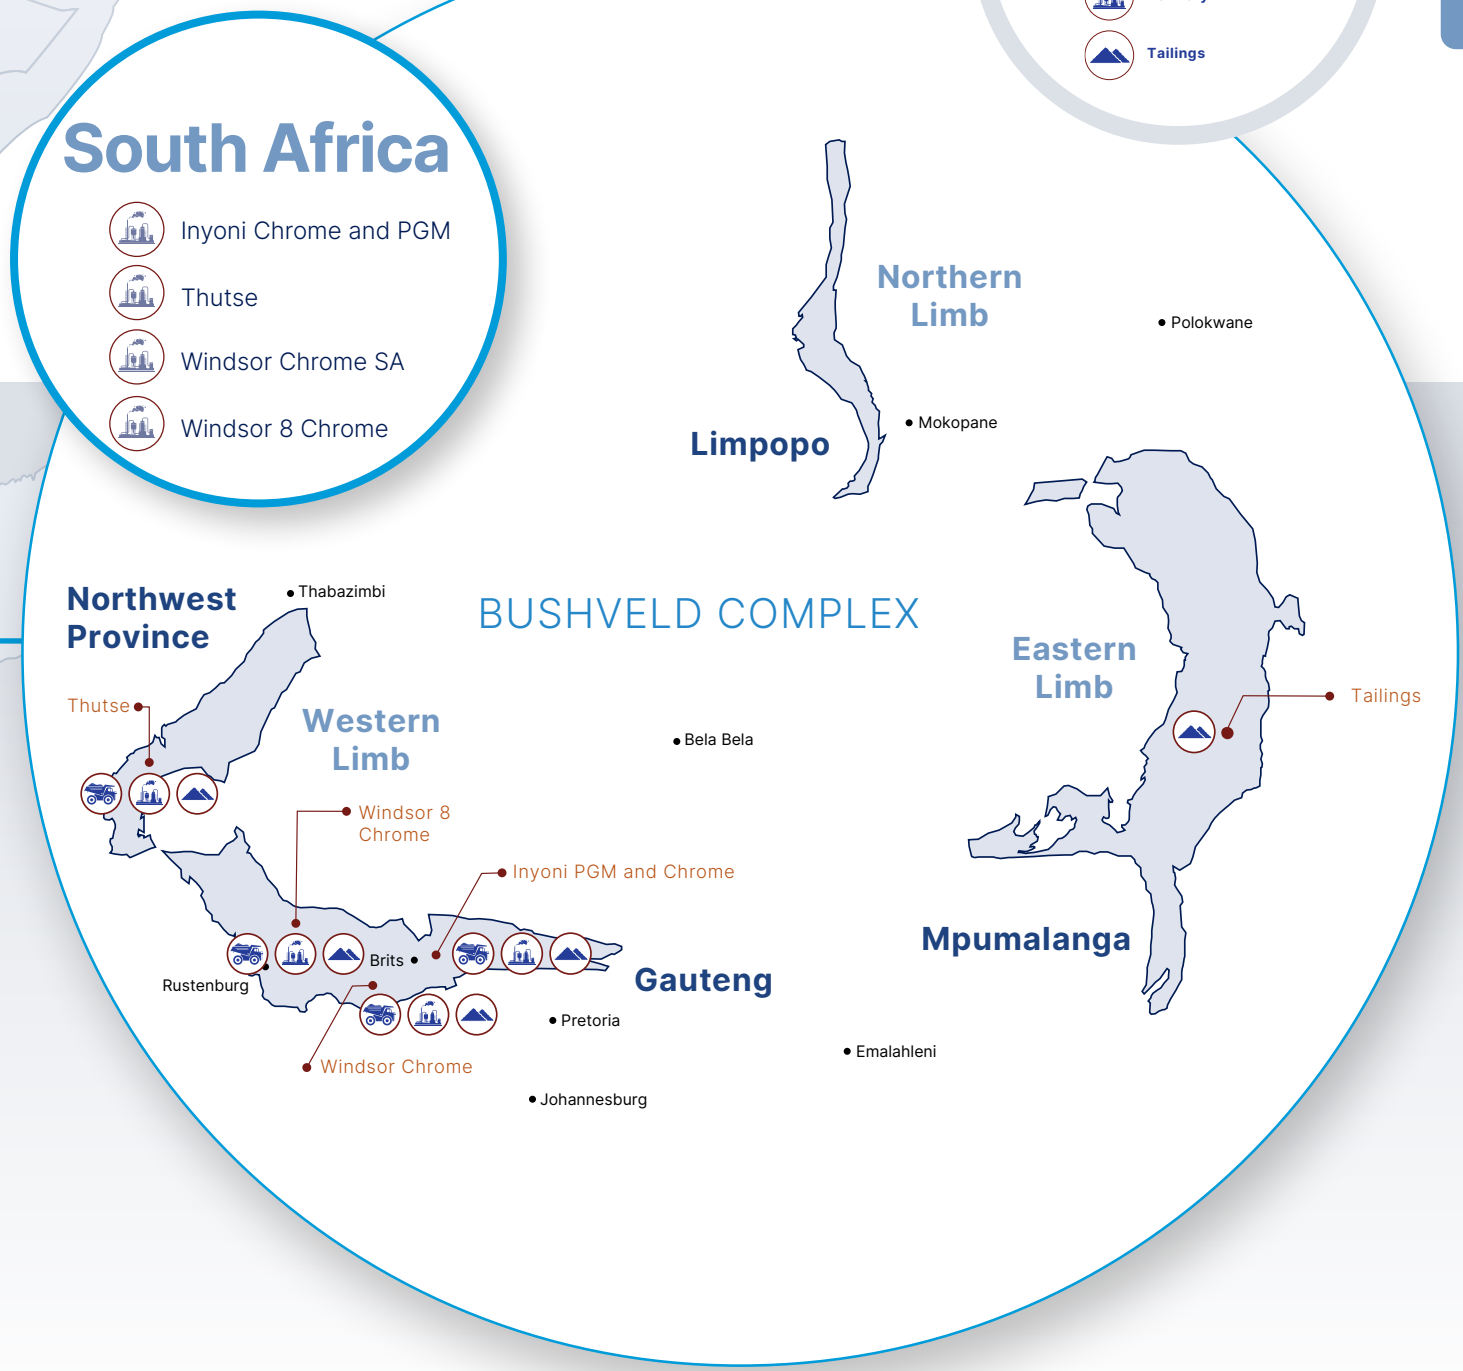 Tailings
South Africa
Inyoni Chrome and PGM
Thutse
Windsor Chrome SA
Windsor 8 Chrome
Northern
Limb
Polokwane
Mokopane
Limpopo
Northwest
Province
Thabazimbi
BUSHVELD COMPLEX
Eastern
Limb
Thutse
Western
Limb
Tailings
Bela Bela
Windsor 8
Chrome
Inyoni PGM and Chrome
Mpumalanga
Brits
Rustenburg
Gauteng
Pretoria
Emalahleni
Windsor Chrome
Johannesburg